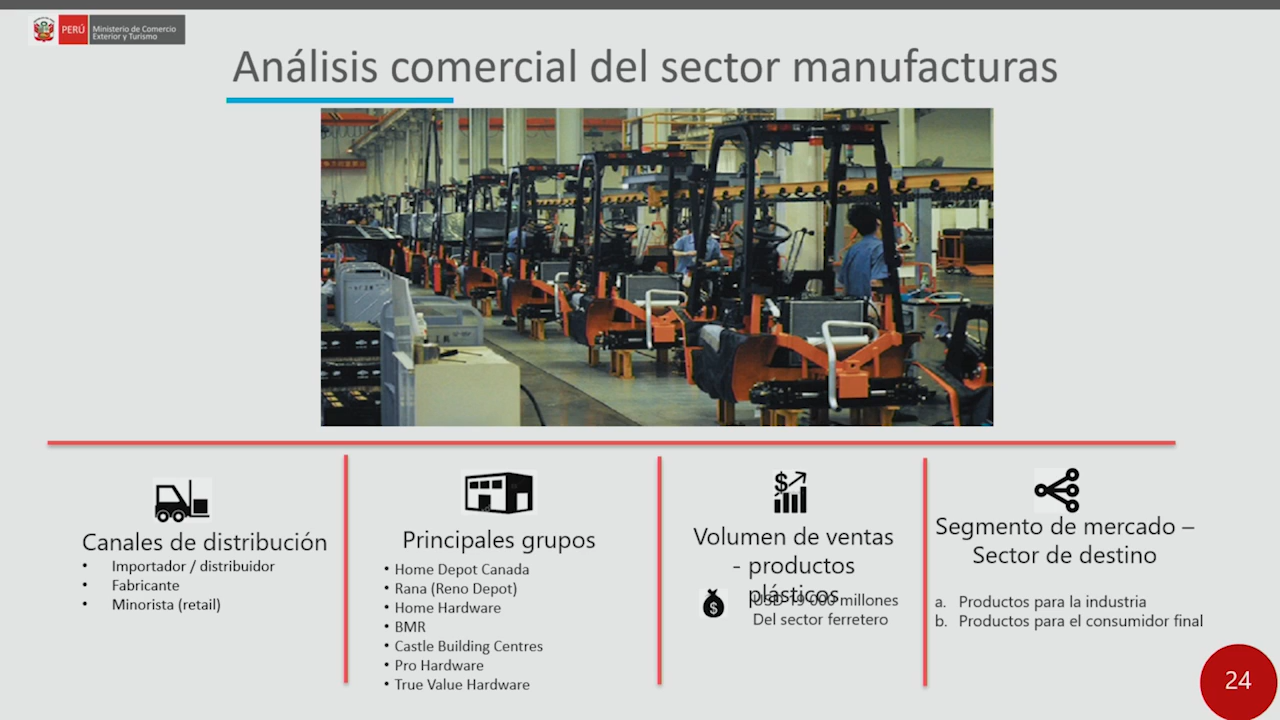 PERÚ
Ministerio de Comercio
Exterior y Turismo
Análisis comercial del sector manufacturas
Canales de distribución
• Importador / distribuidor
• Fabricante
• Minorista (retail)
Principales grupos
• Home Depot Canada
• Rana (Reno Depot)
• Home Hardware
• BMR
• Castle Building Centres
• Pro Hardware
• True Value Hardware
Volumen de ventas
- productos
plásticos
USD 19 000 millones
Del sector ferretero
Segmento de mercado –
Sector de destino
a. Productos para la industria
b. Productos para el consumidor final
24